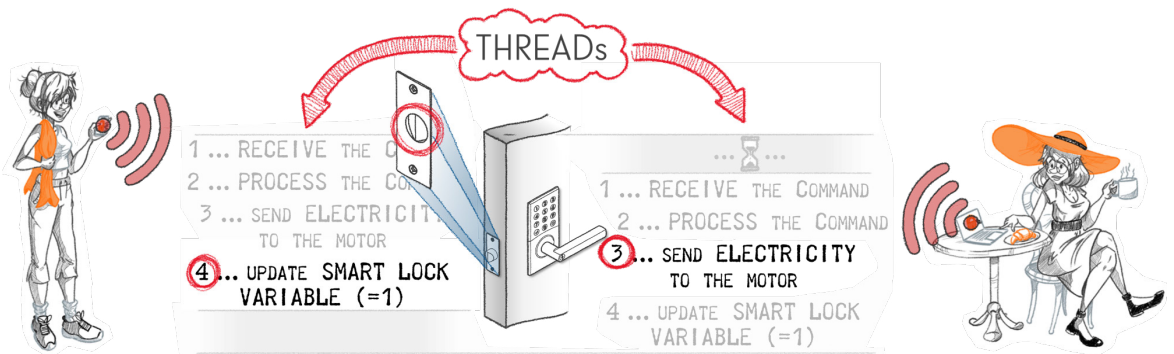 THREADs
1 ... RECEIVE THE C
2 ... PROCESS THE COM
3 ... SEND ELECTRICITY
TO THE MOTOR
4 ... UPDATE SMART LOCK
VARIABLE (=1)
... ...
1 ... RECEIVE THE COMMAND
2 ... PROCESS THE COMMAND
3 ... SEND ELECTRICITY
TO THE MOTOR
4 ... UPDATE SMART LOCK
VARIABLE (=1)